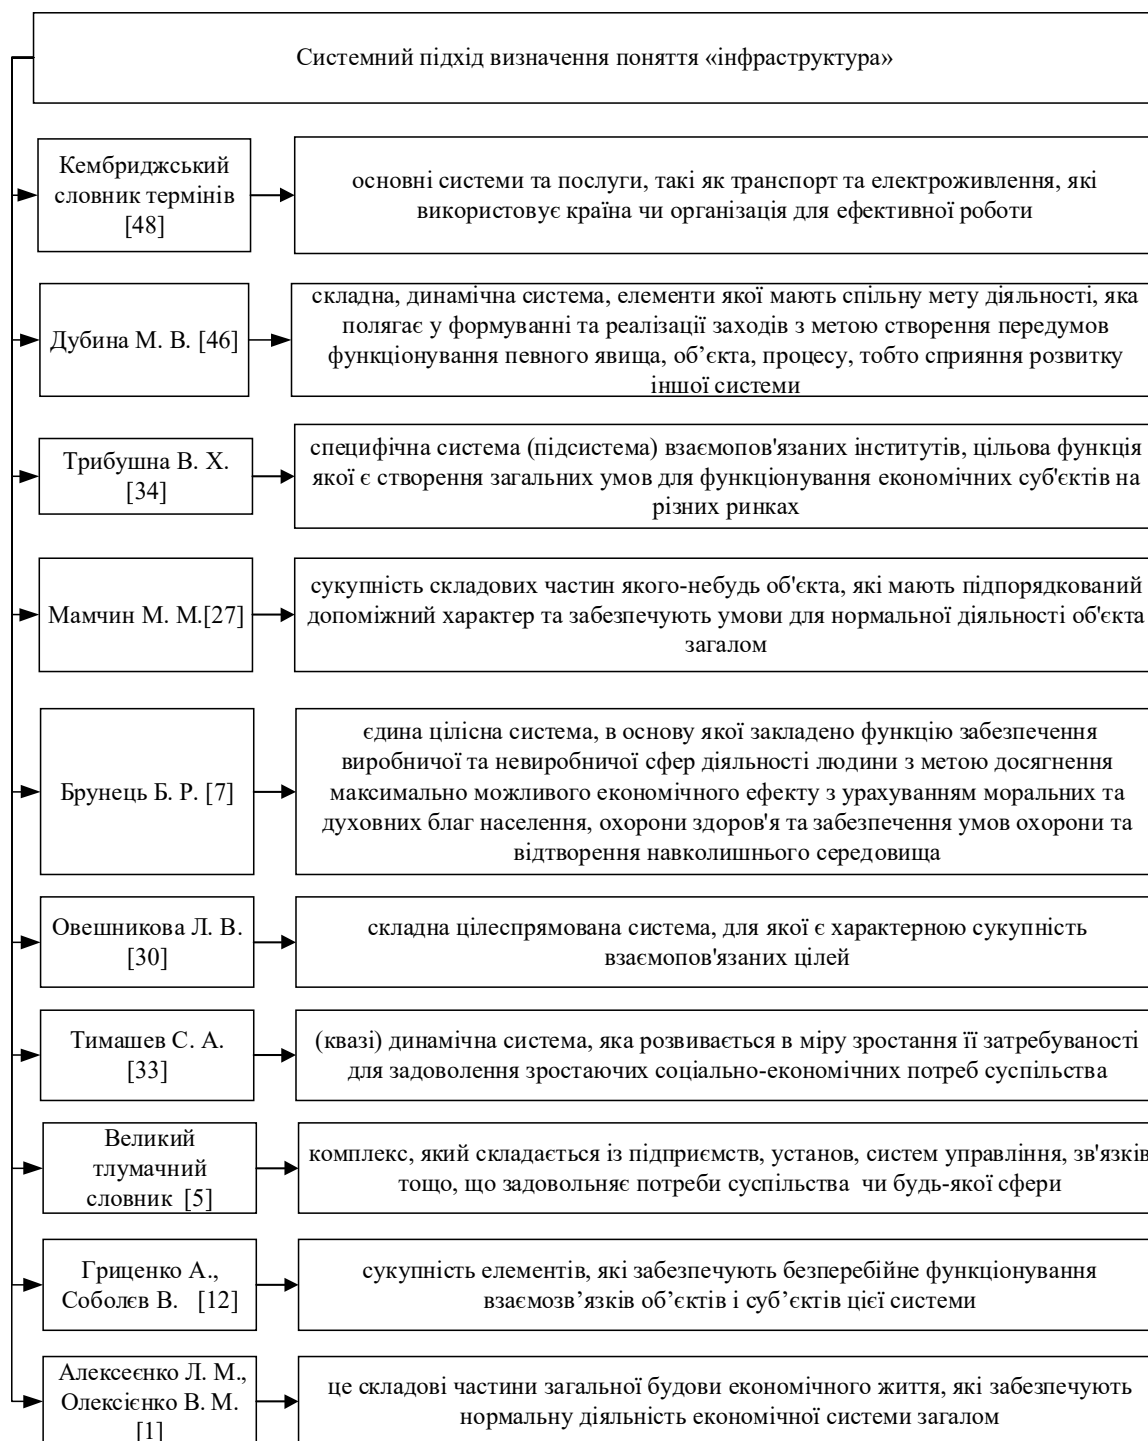 Системний підхід визначення поняття «інфраструктура»
Кембриджський
словник термінів
[48]
основні системи та послуги, такі як транспорт та електроживлення, які
використовує країна чи організація для ефективної роботи
Дубина М. В. [46]
складна, динамічна система, елементи якої мають спільну мету діяльності, яка
полягає у формуванні та реалізації заходів з метою створення передумов
функціонування певного явища, об’єкта, процесу, тобто сприяння розвитку
іншої системи
Трибушна В. Х.
[34]
специфічна система (підсистема) взаємопов'язаних інститутів, цільова функція
якої є створення загальних умов для функціонування економічних суб'єктів на
різних ринках
Мамчин М. М.[27]
сукупність складових частин якого-небудь об'єкта, які мають підпорядкований
допоміжний характер та забезпечують умови для нормальної діяльності об'єкта
загалом
Брунець Б. Р. [7]
єдина цілісна система, в основу якої закладено функцію забезпечення
виробничої та невиробничої сфер діяльності людини з метою досягнення
максимально можливого економічного ефекту з урахуванням моральних та
духовних благ населення, охорони здоров'я та забезпечення умов охорони та
відтворення навколишнього середовища
Овешникова Л. В.
[30]
складна цілеспрямована система, для якої є характерною сукупність
взаємопов'язаних цілей
Тимашев С. А.
[33]
(квазі) динамічна система, яка розвивається в міру зростання її затребуваності
для задоволення зростаючих соціально-економічних потреб суспільства
Великий
тлумачний
словник [5]
комплекс, який складається із підприємств, установ, систем управління, зв'язків
тощо, що задовольняє потреби суспільства чи будь-якої сфери
Гриценко А.,
Соболєв В. [12]
сукупність елементів, які забезпечують безперебійне функціонування
взаємозв’язків об’єктів і суб’єктів цієї системи
Алексеєнко Л. М.,
Олексієнко В. М.
[1]
це складові частини загальної будови економічного життя, які забезпечують
нормальну діяльність економічної системи загалом